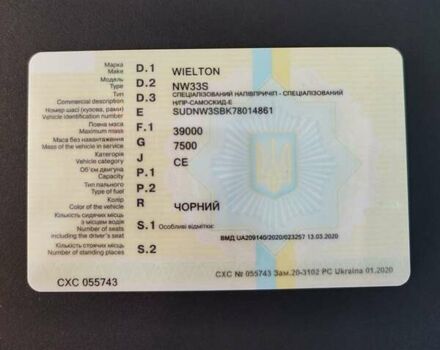 Марка D.1 WIELTON
Make
Модель D.2 NW33S
Type
Тип D.3 СПЕЦІАЛІЗОВАНИЙ НАПІВПРИЧІП - СПЕЦІАЛІЗОВАНИЙ
Commercial description Н/ПР-САМОСКИД-Е
Номер шасі (кузова, рами) E SUDNW3SBK78014861
Vehicle identification number
Повна маса F.1 39000
Maximum mass
Маса без навантаження G 7500
Mass of the vehicle in service
Категорія J CE
Vehicle category
Об'єм двигуна P.1
Capacity
Тип пального P.2
Type of fuel
Колір R ЧОРНИЙ
Color of the vehicle
Кількість сидячих місць
з місцем водія S.1 Особливі відмітки:
Number of seats
including the driver's seat ВМД UA209140/2020/023257 13.03.2020
Кількість стоячих місць S.2
Number of standing places
СХС 055743
СХС № 055743 Зам.20-3102 РС Ukraina 01.2020